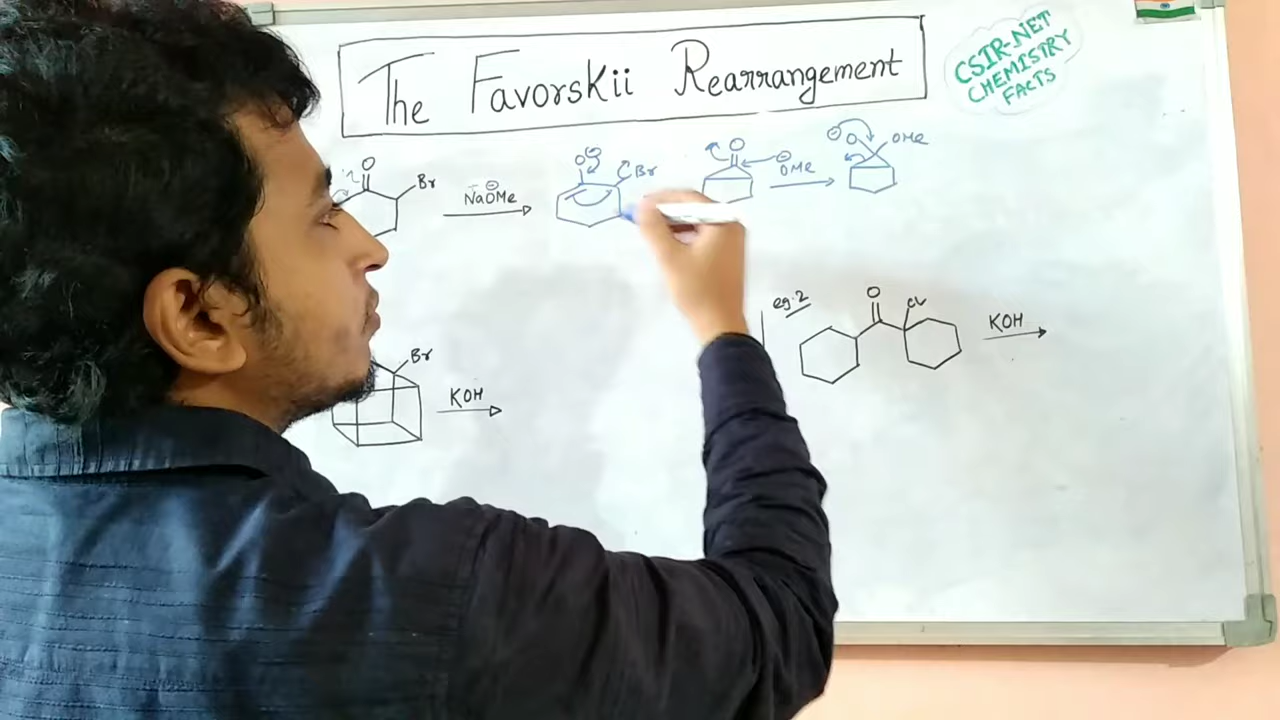 The Favorskii Rearrangement
CSIR-NET
CHEMISTRY
FACTS
O
Br
NaOMe
O
Br
O
OMe
O
OMe
Br
KOH
eg.2
O
Cl
KOH